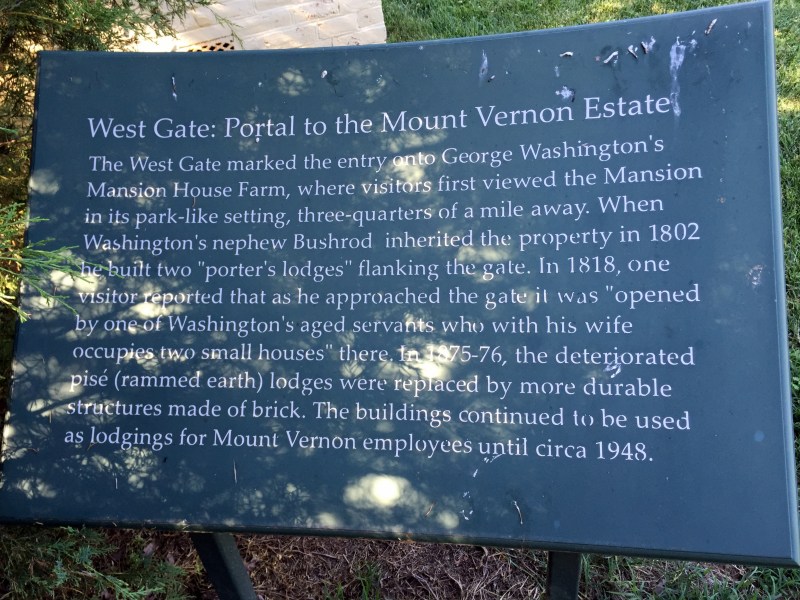 West Gate: Portal to the Mount Vernon Estate
The West Gate marked the entry onto George Washington's
Mansion House Farm, where visitors first viewed the Mansion
in its park-like setting, three-quarters of a mile away. When
Washington's nephew Bushrod inherited the property in 1802
he built two "porter's lodges" flanking the gate. In 1818, one
visitor reported that as he approached the gate it was "opened
by one of Washington's aged servants who with his wife
occupies two small houses" there. In 1875-76, the deteriorated
pisé (rammed earth) lodges were replaced by more durable
structures made of brick. The buildings continued to be used
as lodgings for Mount Vernon employees until circa 1948.